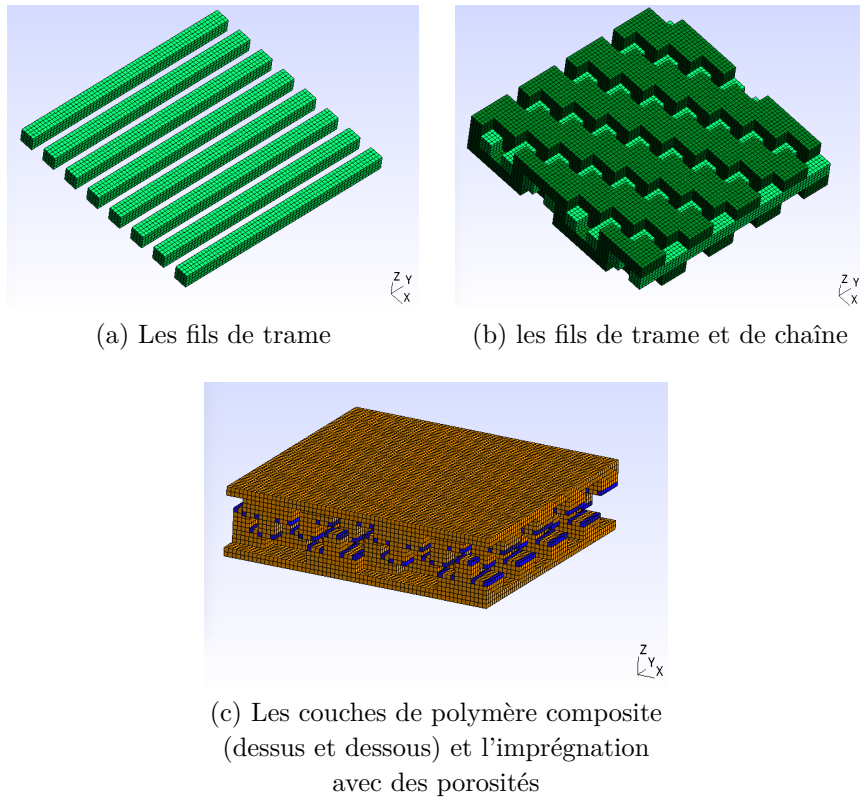 Z Y
X
Z Y
X
(a) Les fils de trame
(b) les fils de trame et de chaîne
Z
Y
X
(c) Les couches de polymère composite
(dessus et dessous) et l'imprégnation
avec des porosités